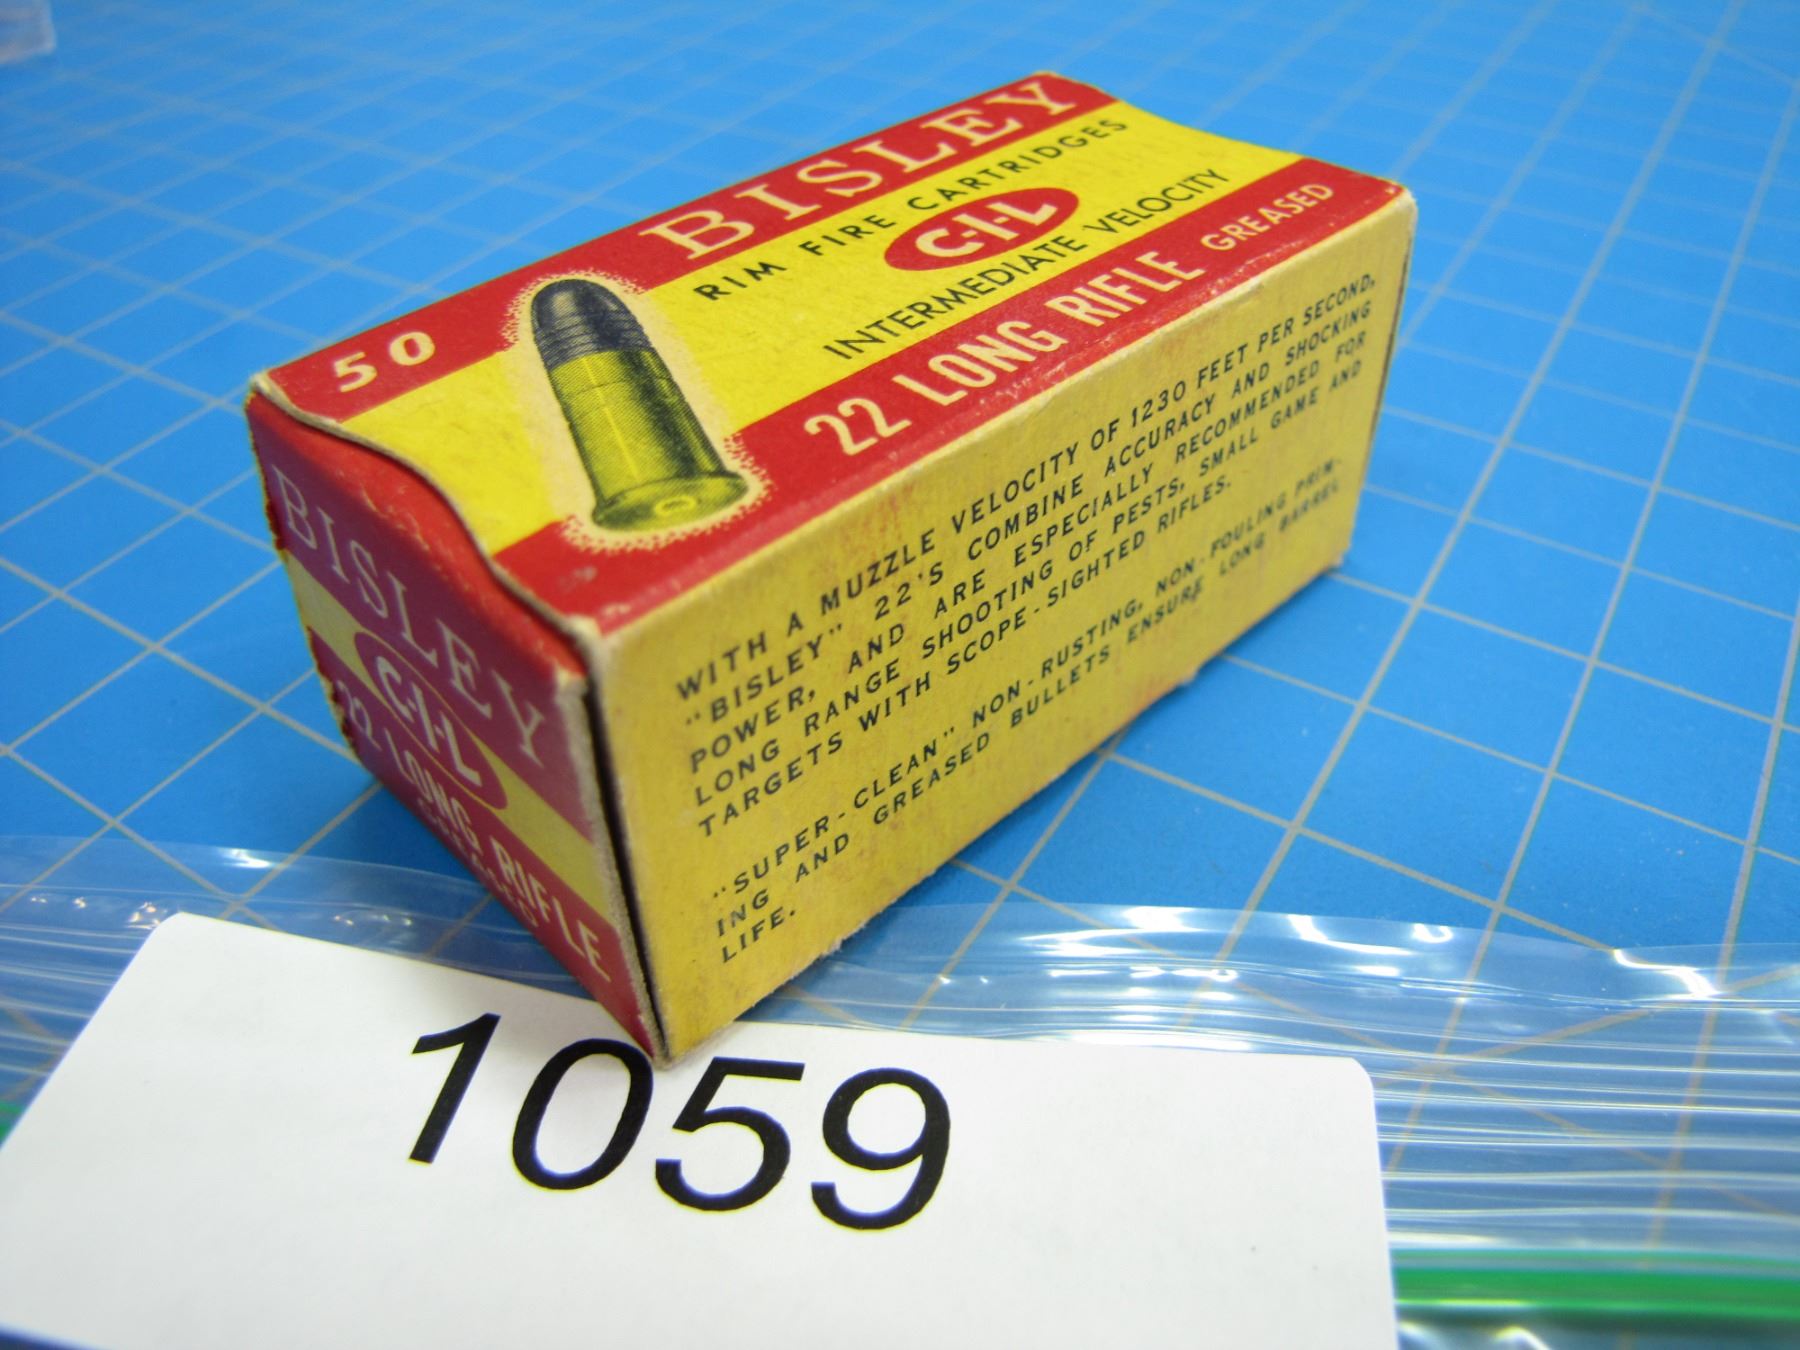 50 BISLEY
RIM FIRE CARTRIDGES
C-I-L
INTERMEDIATE VELOCITY
22 LONG RIFLE GREASED
WITH A MUZZLE VELOCITY OF 1230 FEET PER SECOND,
"BISLEY" 22'S COMBINE ACCURACY AND SHOCKING
POWER, AND ARE ESPECIALLY RECOMMENDED FOR
LONG RANGE SHOOTING OF PESTS, SMALL GAME AND
TARGETS WITH SCOPE-SIGHTED RIFLES.
"SUPER-CLEAN" NON-RUSTING, NON-FOULING PRIM-
ING AND GREASED BULLETS ENSURE LONG BARREL
LIFE.
BISLEY
C-I-L
22 LONG RIFLE
1059